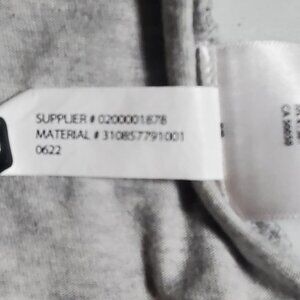 SUPPLIER # 0200001878
MATERIAL # 310857791001
0622